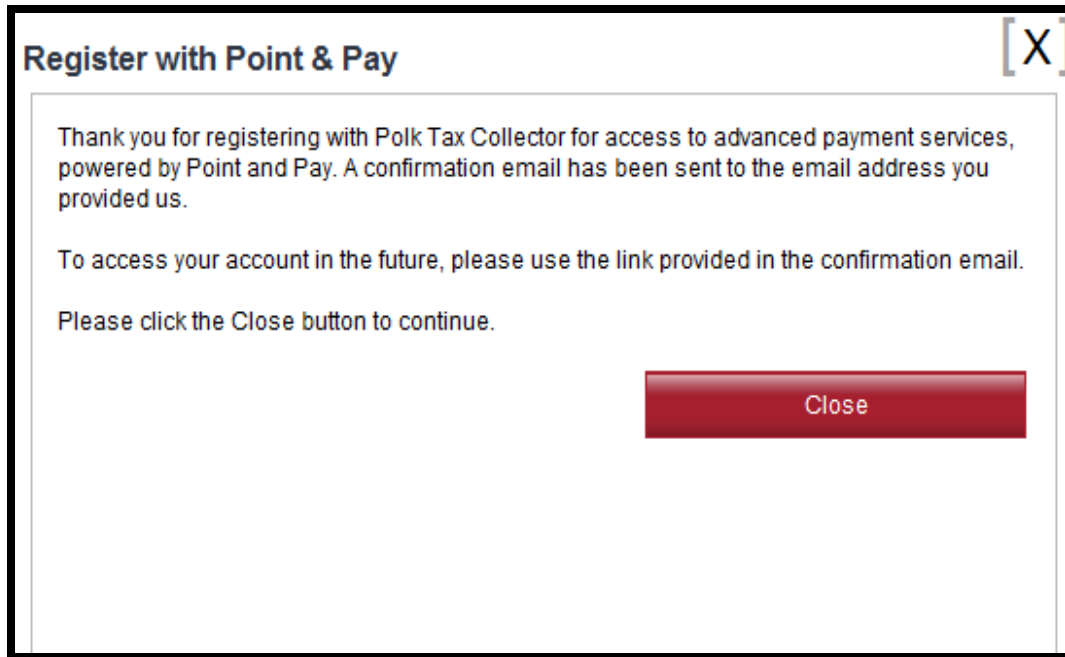 Register with Point & Pay
[X]
Thank you for registering with Polk Tax Collector for access to advanced payment services,
powered by Point and Pay. A confirmation email has been sent to the email address you
provided us.
To access your account in the future, please use the link provided in the confirmation email.
Please click the Close button to continue.
Close